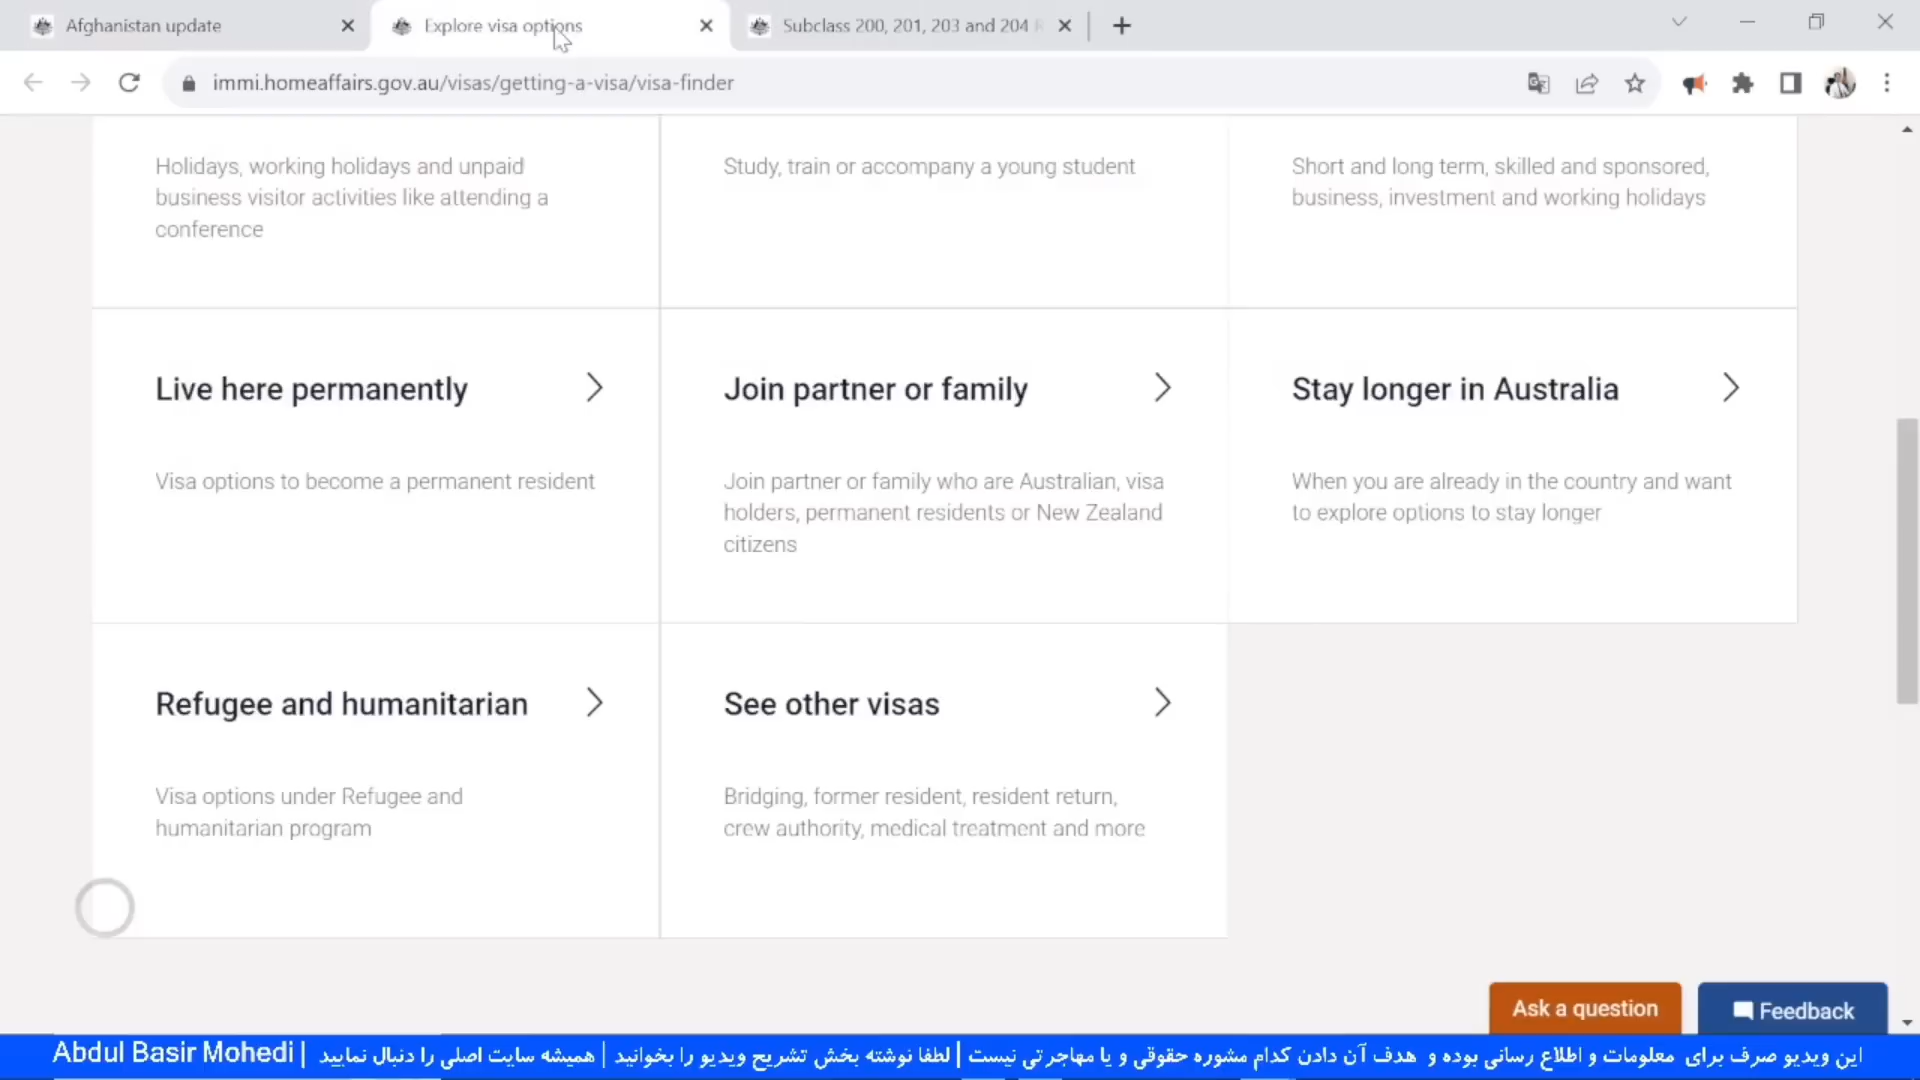 Afghanistan update
Explore visa options
Subclass 200, 201, 203 and 204
immi.homeaffairs.gov.au/visas/getting-a-visa/visa-finder
Holidays, working holidays and unpaid
business visitor activities like attending a
conference
Study, train or accompany a young student
Short and long term, skilled and sponsored,
business, investment and working holidays
Live here permanently
Visa options to become a permanent resident
Join partner or family
Join partner or family who are Australian, visa
holders, permanent residents or New Zealand
citizens
Stay longer in Australia
When you are already in the country and want
to explore options to stay longer
Refugee and humanitarian
Visa options under Refugee and
humanitarian program
See other visas
Bridging, former resident, resident return,
crew authority, medical treatment and more
Ask a question
Feedback
این ویدیو صرف برای معلومات و اطلاع رسانی بوده و هدف آن دادن کدام مشوره حقوقی و یا مهاجرتی نیست | لطفا نوشته بخش تشریح ویدیو را بخوانید | همیشه سایت اصلی را دنبال نمایید | Abdul Basir Mohedi